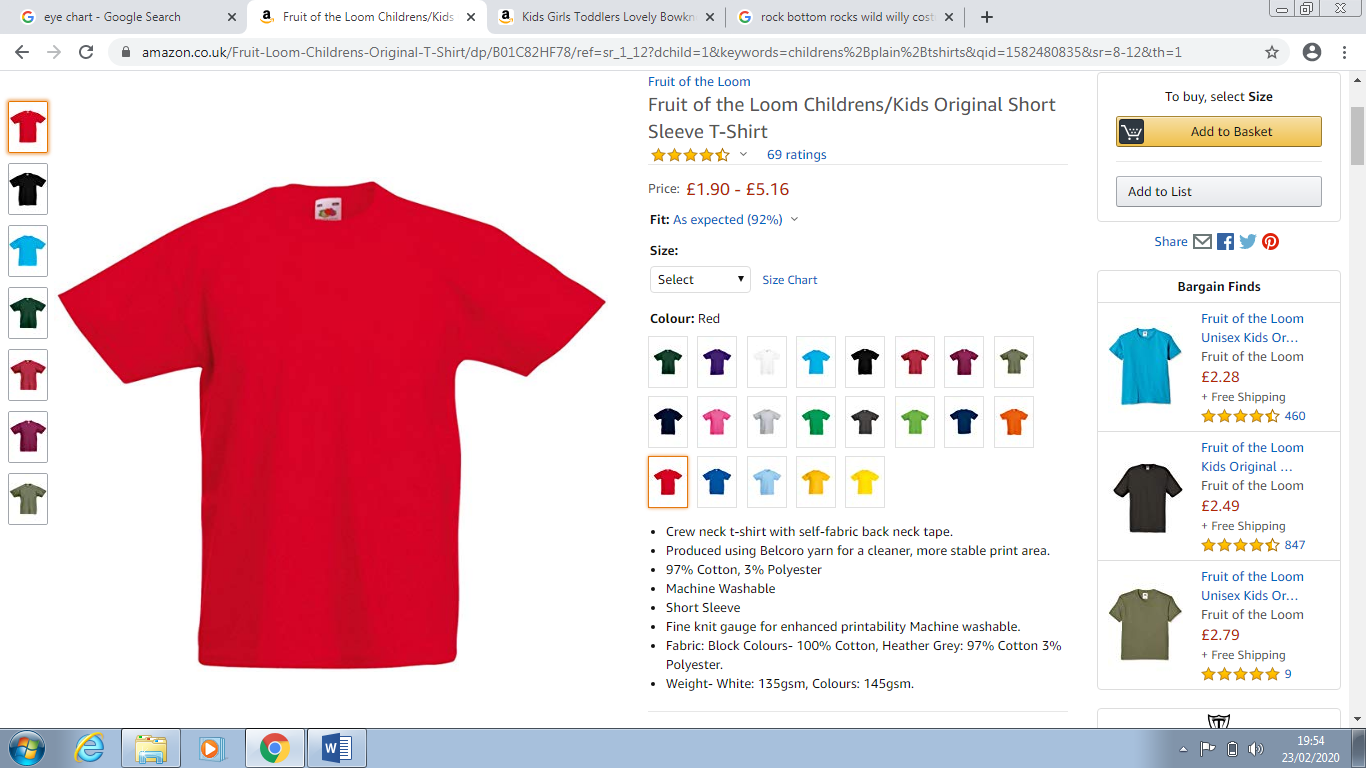 eye chart - Google Search
Fruit of the Loom Childrens/Kids
Kids Girls Toddlers Lovely Bowkn
rock bottom rocks wild willy cost
amazon.co.uk/Fruit-Loom-Childrens-Original-T-Shirt/dp/B01C82HF78/ref=sr_1_12?dchild=1&keywords=childrens%2Bplain%2Btshirts&qid=1582480835&sr=8-12&th=1
Fruit of the Loom
Fruit of the Loom Childrens/Kids Original Short
Sleeve T-Shirt
69 ratings
Price: £1.90 - £5.16
Fit: As expected (92%)
Size:
Select
Size Chart
Colour: Red
Crew neck t-shirt with self-fabric back neck tape.
Produced using Belcoro yarn for a cleaner, more stable print area.
97% Cotton, 3% Polyester
Machine Washable
Short Sleeve
Fine knit gauge for enhanced printability Machine washable.
Fabric: Block Colours- 100% Cotton, Heather Grey: 97% Cotton 3%
Polyester.
Weight- White: 135gsm, Colours: 145gsm.
To buy, select Size
Add to Basket
Add to List
Share
Bargain Finds
Fruit of the Loom
Unisex Kids Or...
Fruit of the Loom
£2.28
+ Free Shipping
460
Fruit of the Loom
Kids Original ...
Fruit of the Loom
£2.49
+ Free Shipping
847
Fruit of the Loom
Unisex Kids Or...
Fruit of the Loom
£2.79
+ Free Shipping
9
19:54
23/02/2020